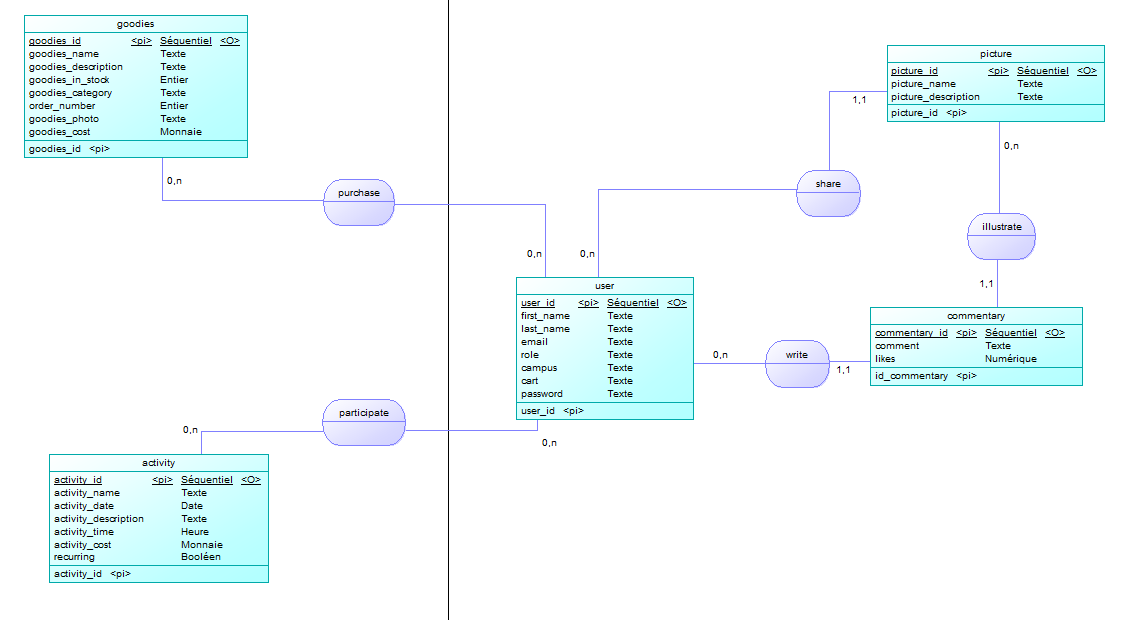 goodies
goodies_id <pi> Séquentiel <O>
goodies_name Texte
goodies_description Texte
goodies_in_stock Entier
goodies_category Texte
order_number Entier
goodies_photo Texte
goodies_cost Monnaie
goodies_id <pi>
0,n
purchase
0,n
picture
picture_id <pi> Séquentiel <O>
picture_name Texte
picture_description Texte
picture_id <pi>
1,1
0,n
share
0,n
illustrate
1,1
user
user_id <pi> Séquentiel <O>
first_name Texte
last_name Texte
email Texte
role Texte
campus Texte
cart Texte
password Texte
user_id <pi>
0,n
write
1,1
commentary
commentary_id <pi> Séquentiel <O>
comment Texte
likes Numérique
id_commentary <pi>
participate
0,n
0,n
activity
activity_id <pi> Séquentiel <O>
activity_name Texte
activity_date Date
activity_description Texte
activity_time Heure
activity_cost Monnaie
recurring Booléen
activity_id <pi>